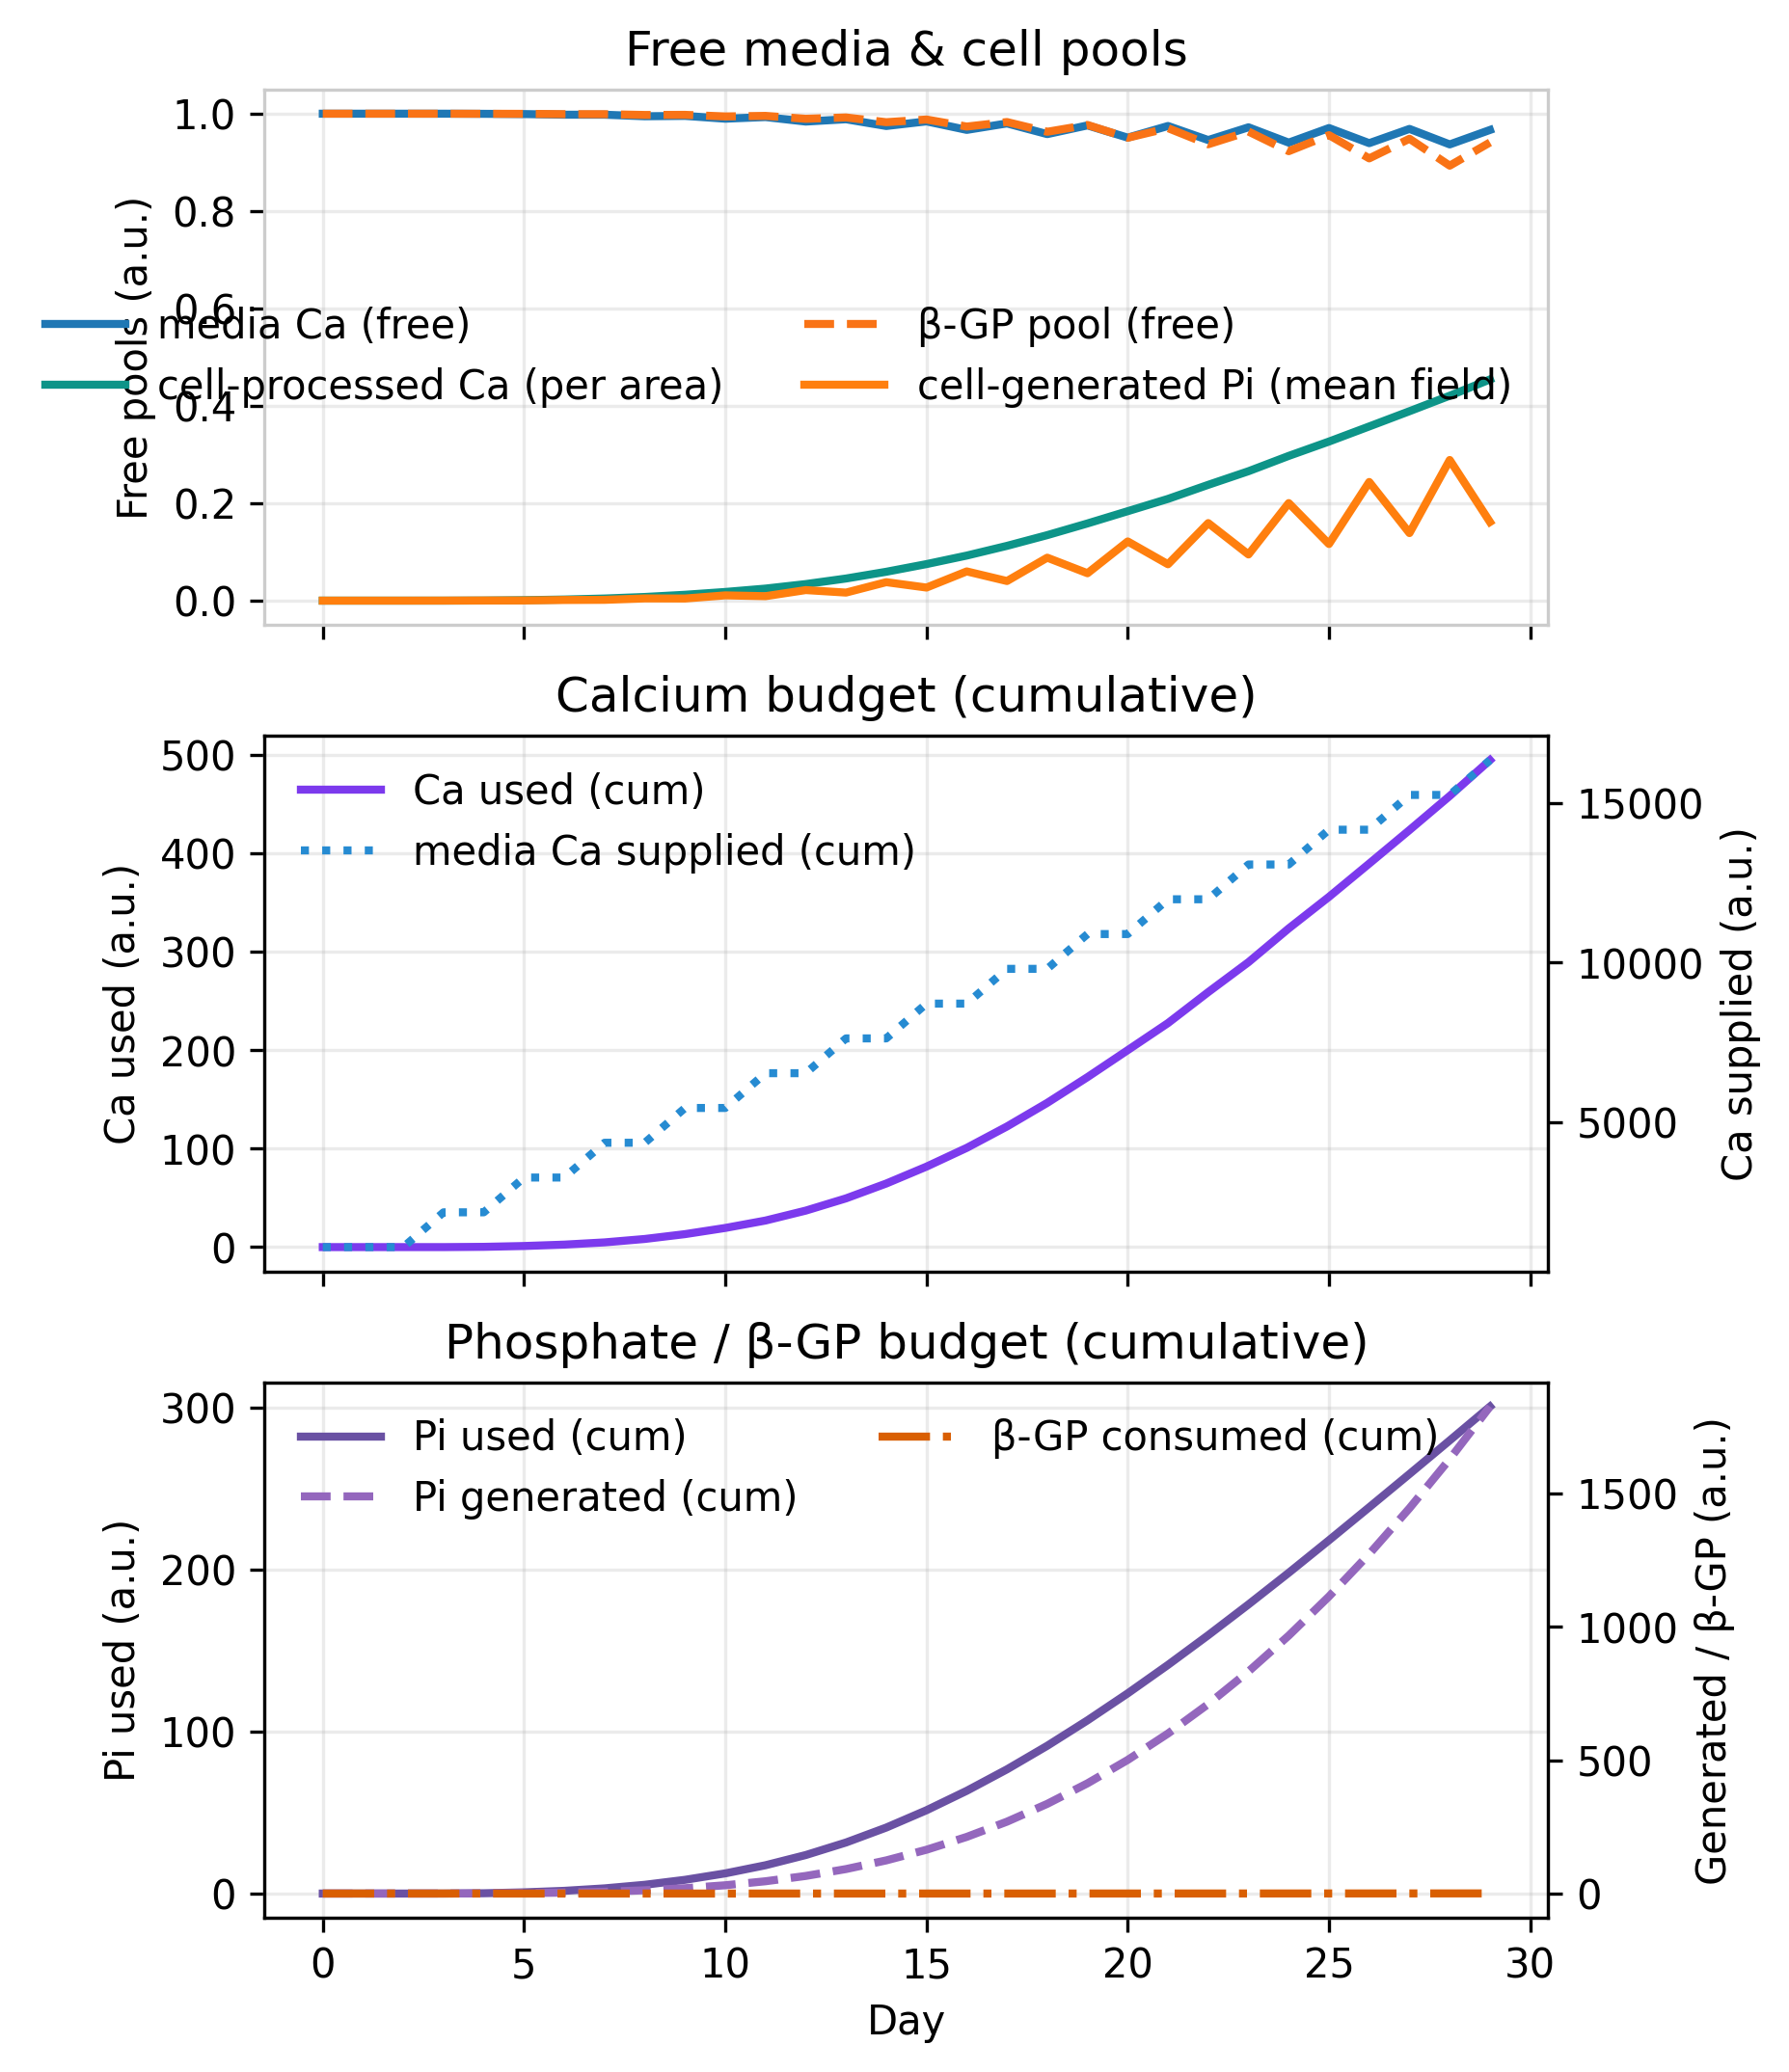 Free media & cell pools
1.0
0.8
0.6
0.4
0.2
0.0
Free pools (a.u.)
media Ca (free)
β-GP pool (free)
cell-processed Ca (per area)
cell-generated Pi (mean field)
Calcium budget (cumulative)
500
400
300
200
100
0
Ca used (a.u.)
Ca used (cum)
media Ca supplied (cum)
15000
10000
5000
Ca supplied (a.u.)
Phosphate / β-GP budget (cumulative)
300
200
100
0
Pi used (a.u.)
Pi used (cum)
β-GP consumed (cum)
Pi generated (cum)
1500
1000
500
0
Generated / β-GP (a.u.)
0 5 10 15 20 25 30
Day